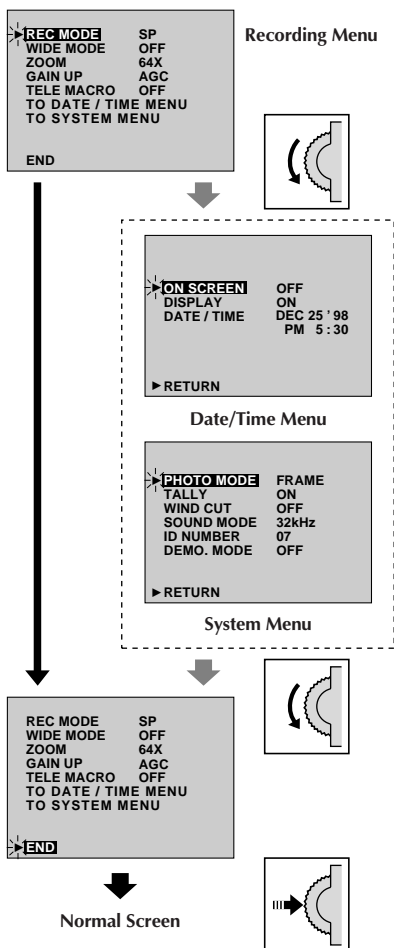 REC MODE SP
Recording Menu
WIDE MODE OFF
ZOOM 64X
GAIN UP AGC
TELE MACRO OFF
TO DATE / TIME MENU
TO SYSTEM MENU
END
ON SCREEN OFF
DISPLAY ON
DATE / TIME DEC 25 ' 98
PM 5 : 30
RETURN
Date/Time Menu
PHOTO MODE FRAME
TALLY ON
WIND CUT OFF
SOUND MODE 32kHz
ID NUMBER 07
DEMO. MODE OFF
RETURN
System Menu
REC MODE SP
WIDE MODE OFF
ZOOM 64X
GAIN UP AGC
TELE MACRO OFF
TO DATE / TIME MENU
TO SYSTEM MENU
END
Normal Screen